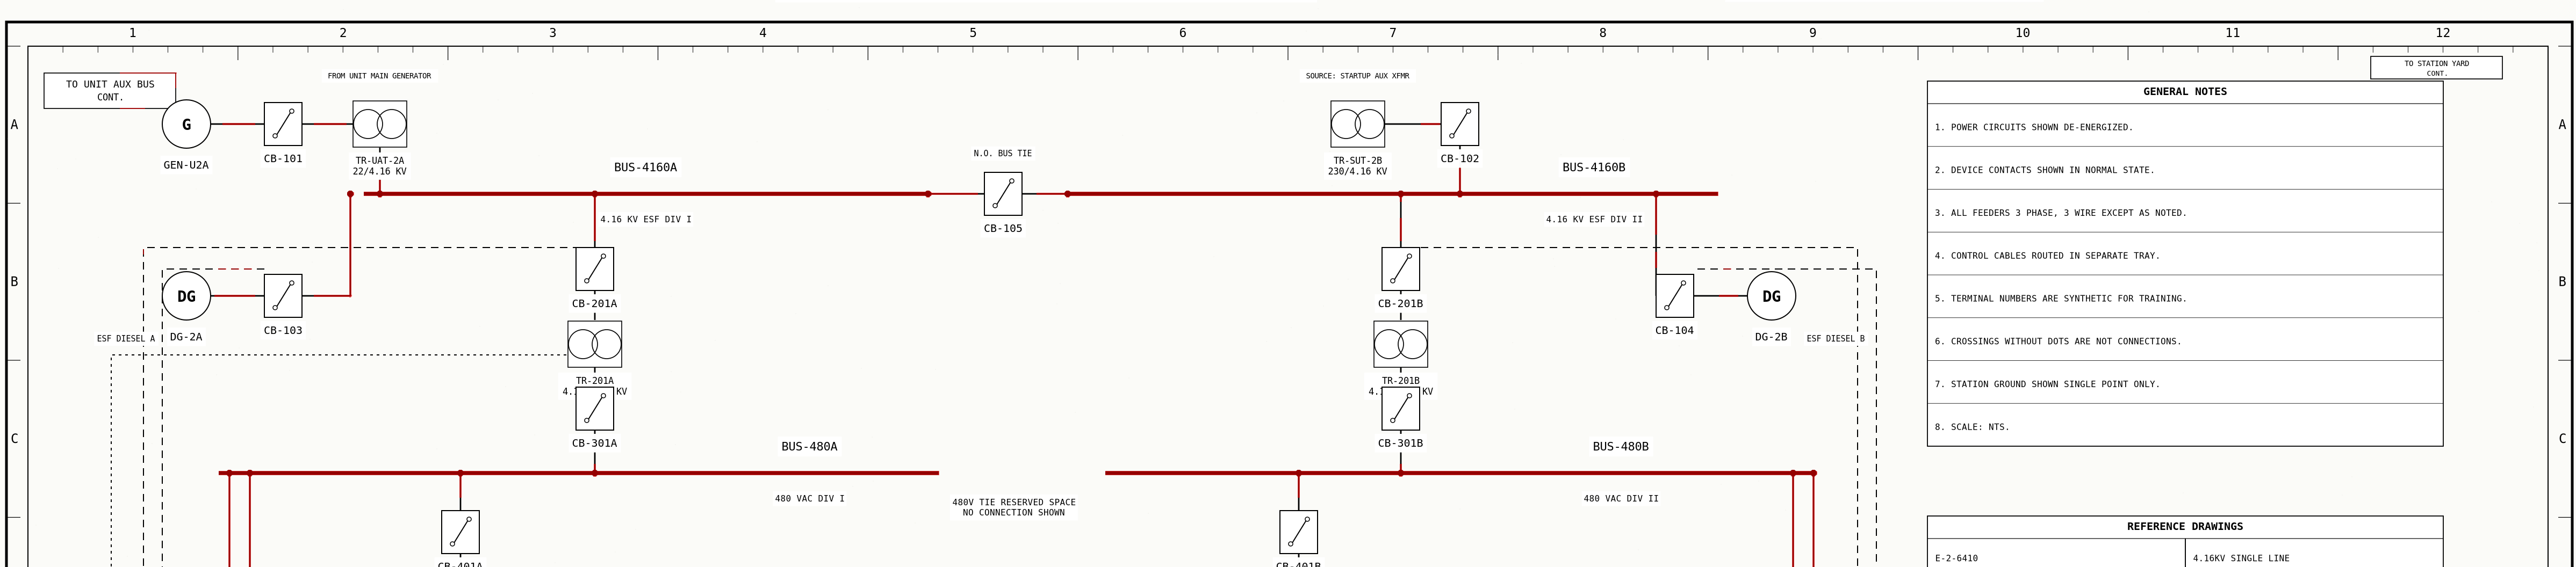 1 2 3 4 5 6 7 8 9 10 11 12
TO UNIT AUX BUS
CONT.
FROM UNIT MAIN GENERATOR
SOURCE: STARTUP AUX XFMR
TO STATION YARD
CONT.
A
G
GEN-U2A
CB-101
TR-UAT-2A
22/4.16 KV
BUS-4160A
N.O. BUS TIE
CB-105
TR-SUT-2B
230/4.16 KV
CB-102
BUS-4160B
A
4.16 KV ESF DIV I
4.16 KV ESF DIV II
B
DG
DG-2A
ESF DIESEL A
CB-103
CB-201A
CB-201B
CB-104
DG
DG-2B
ESF DIESEL B
B
TR-201A
4. KV
TR-201B
4. KV
C
CB-301A
CB-301B
C
BUS-480A
BUS-480B
480 VAC DIV I
480V TIE RESERVED SPACE
NO CONNECTION SHOWN
480 VAC DIV II
CB-401A
CB-401B
GENERAL NOTES
1. POWER CIRCUITS SHOWN DE-ENERGIZED.
2. DEVICE CONTACTS SHOWN IN NORMAL STATE.
3. ALL FEEDERS 3 PHASE, 3 WIRE EXCEPT AS NOTED.
4. CONTROL CABLES ROUTED IN SEPARATE TRAY.
5. TERMINAL NUMBERS ARE SYNTHETIC FOR TRAINING.
6. CROSSINGS WITHOUT DOTS ARE NOT CONNECTIONS.
7. STATION GROUND SHOWN SINGLE POINT ONLY.
8. SCALE: NTS.
REFERENCE DRAWINGS
E-2-6410 4.16KV SINGLE LINE